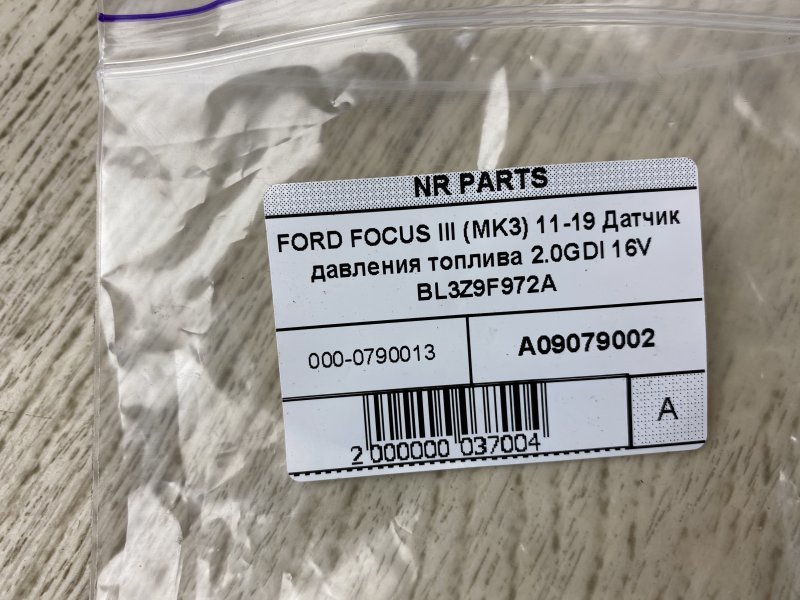 NR PARTS
FORD FOCUS III (MK3) 11-19 Датчик
давления топлива 2.0GDI 16V
BL3Z9F972A
000-0790013
A09079002
2 000000 037004
A